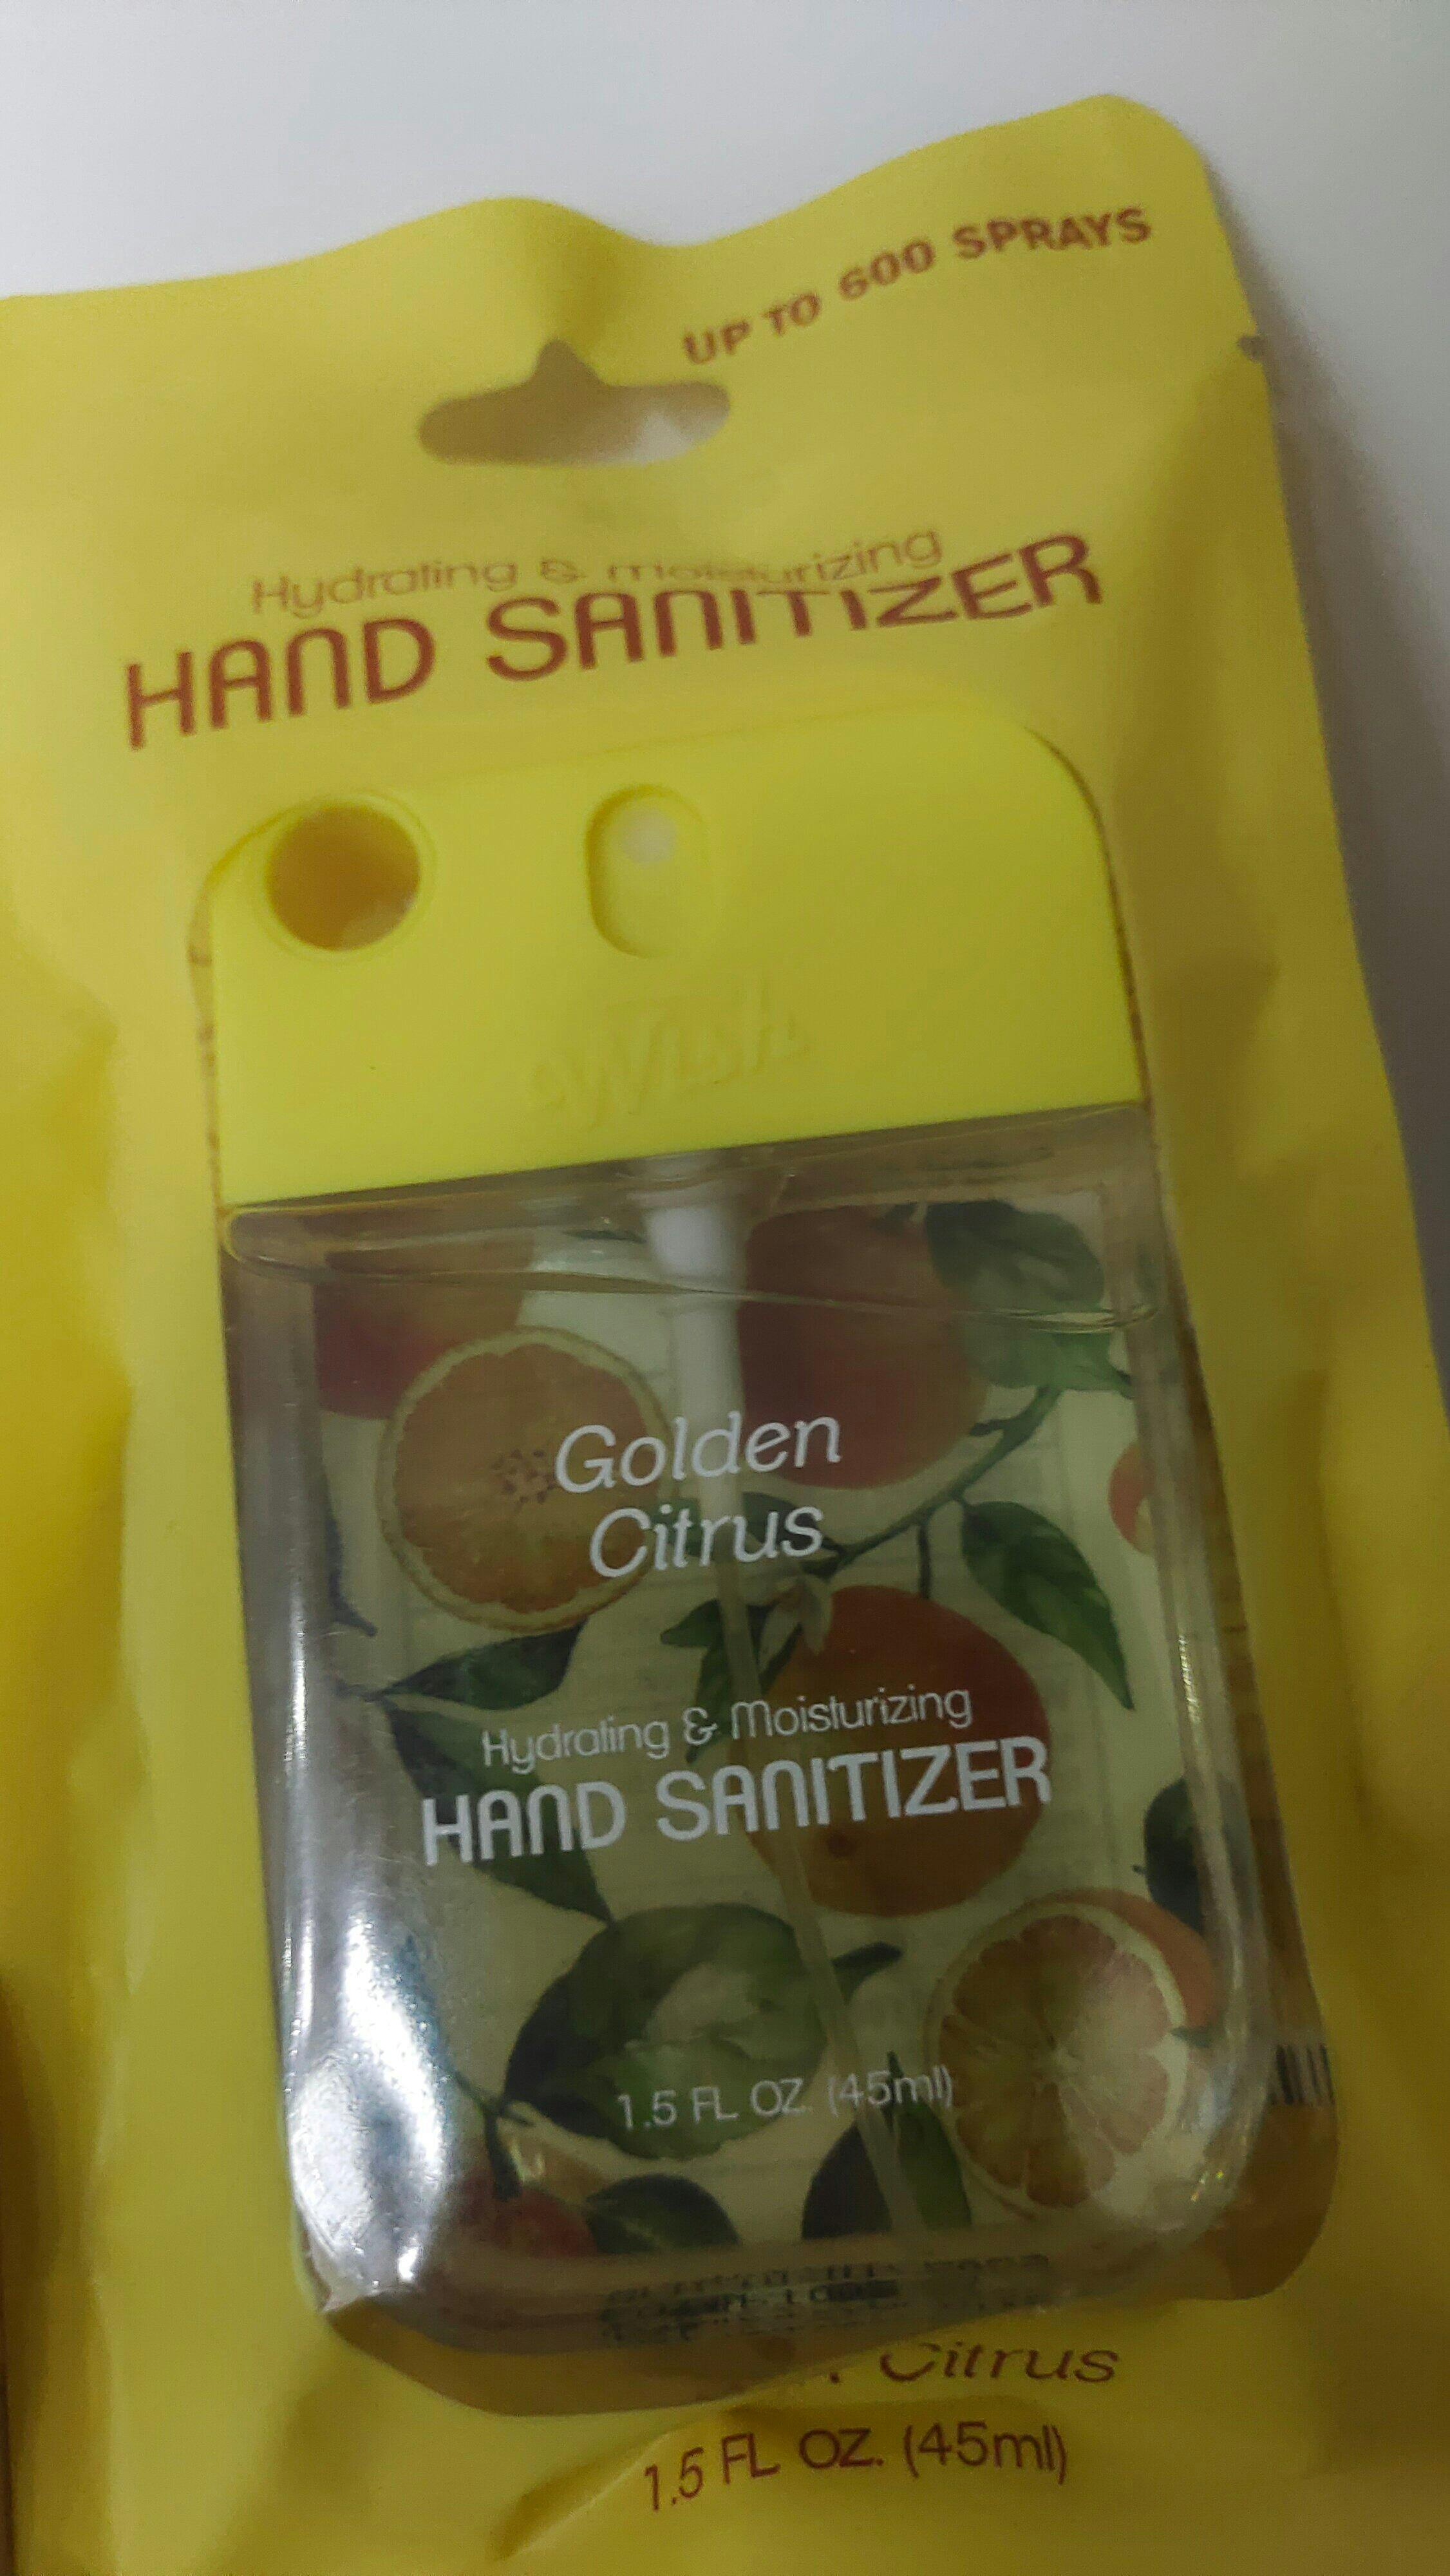 UP TO 600 SPRAYS
Hydrating & moisturizing
HAND SANITIZER
Golden
Citrus
Hydrating & Moisturizing
HAND SANITIZER
1.5 FL OZ. (45ml)
Citrus
1.5 FL OZ. (45ml)